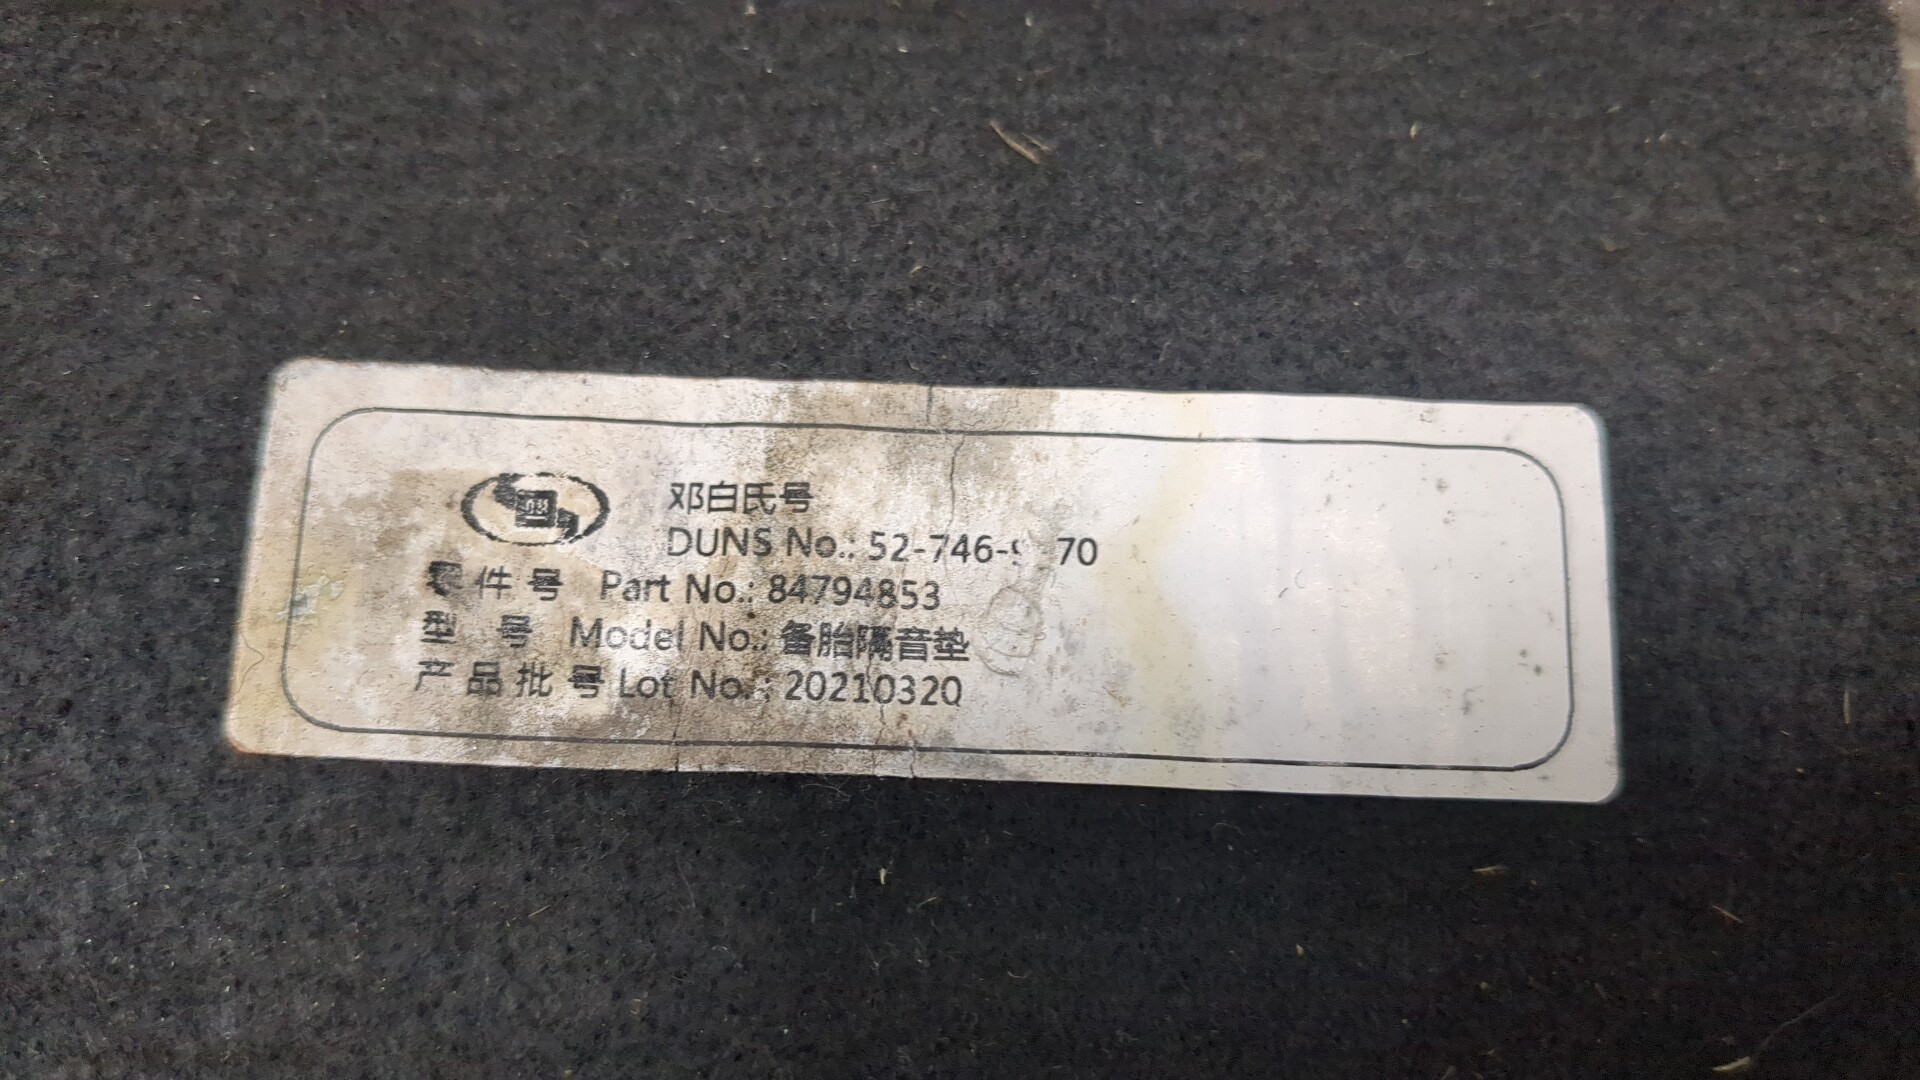 邓白氏号
DUNS No.: 52-746-
零件号 Part No.: 84794853
型 号 Model No.: 备胎隔音垫
产品批号 Lot No.: 20210320